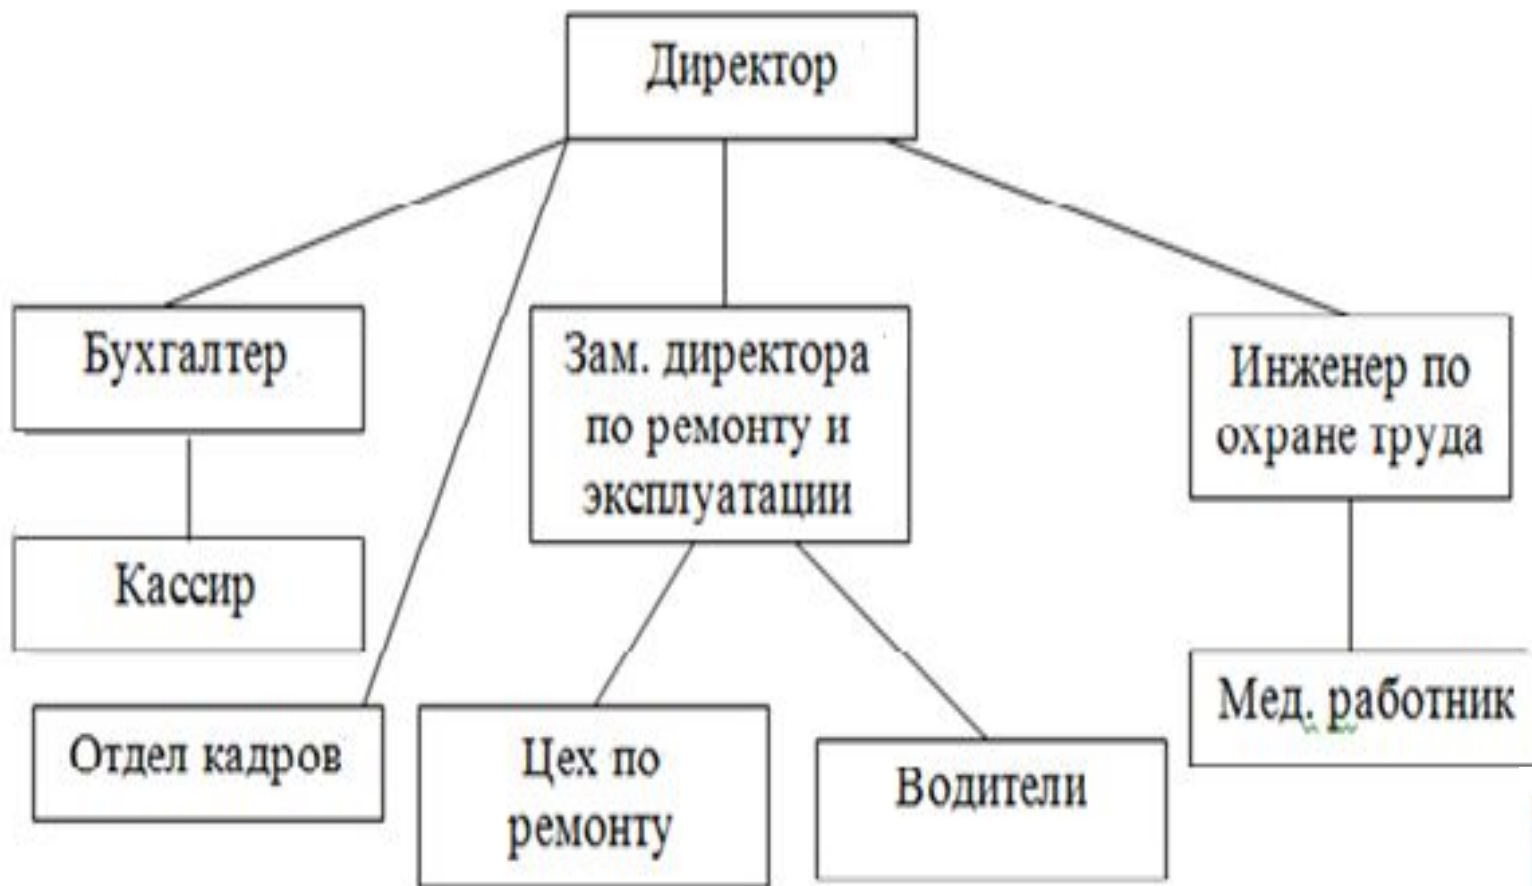 Директор
Бухгалтер
Зам. директора
по ремонту и
эксплуатации
Инженер по
охране труда
Кассир
Отдел кадров
Цех по
ремонту
Водители
Мед. работник